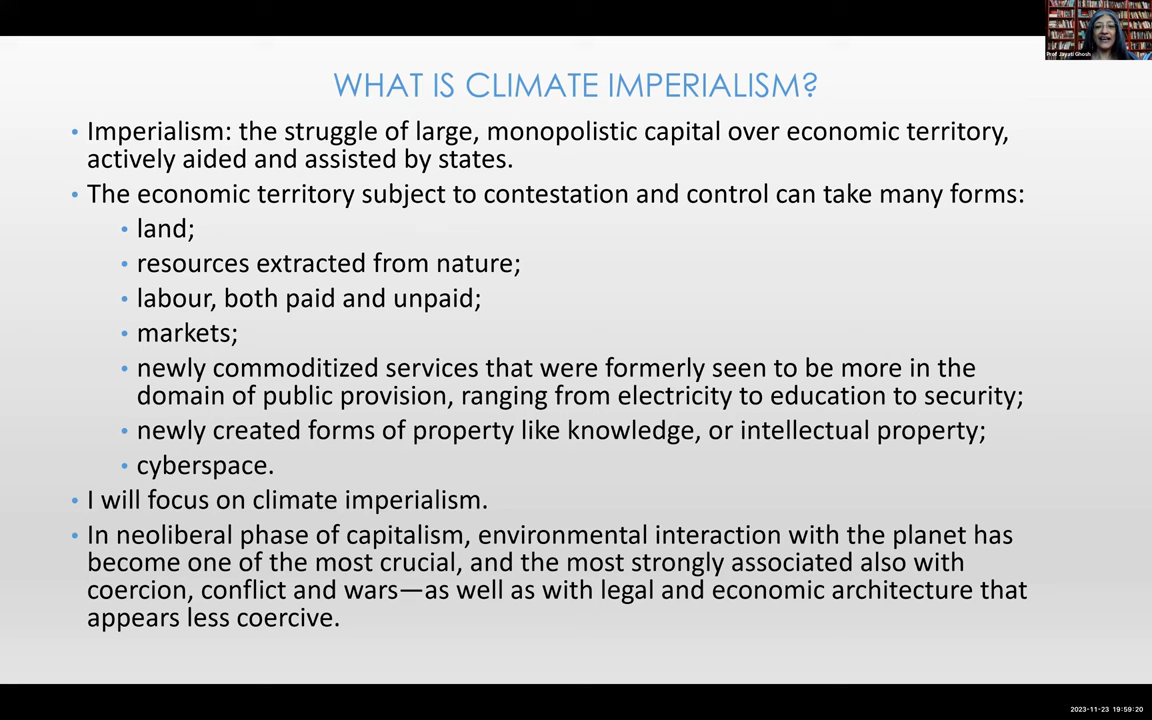 Prof Jayati Ghosh
WHAT IS CLIMATE IMPERIALISM?
• Imperialism: the struggle of large, monopolistic capital over economic territory,
actively aided and assisted by states.
• The economic territory subject to contestation and control can take many forms:
• land;
• resources extracted from nature;
• labour, both paid and unpaid;
• markets;
• newly commoditized services that were formerly seen to be more in the
domain of public provision, ranging from electricity to education to security;
• newly created forms of property like knowledge, or intellectual property;
• cyberspace.
• I will focus on climate imperialism.
• In neoliberal phase of capitalism, environmental interaction with the planet has
become one of the most crucial, and the most strongly associated also with
coercion, conflict and wars—as well as with legal and economic architecture that
appears less coercive.
2023-11-23 19:59:20